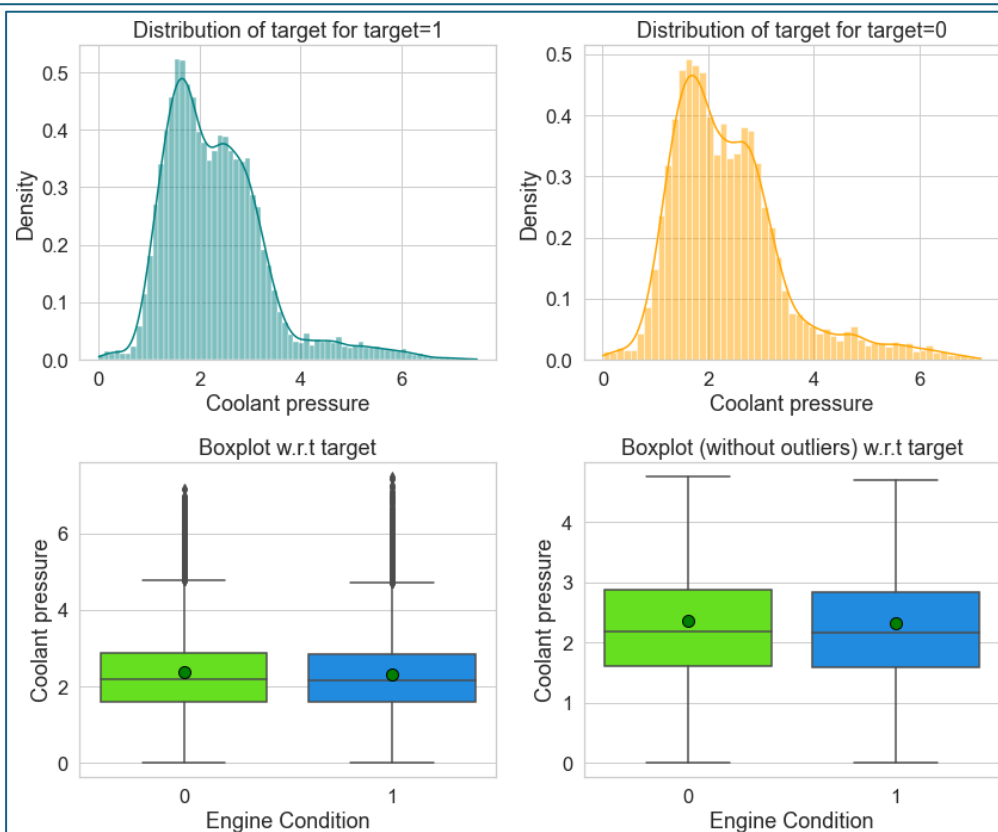 Distribution of target for target=1
0.5
0.4
0.3
0.2
0.1
0.0
Density
0 2 4 6
Coolant pressure
Distribution of target for target=0
0.5
0.4
0.3
0.2
0.1
0.0
Density
0 2 4 6
Coolant pressure
Boxplot w.r.t target
6
4
2
0
Coolant pressure
0 1
Engine Condition
Boxplot (without outliers) w.r.t target
4
3
2
1
0
Coolant pressure
0 1
Engine Condition